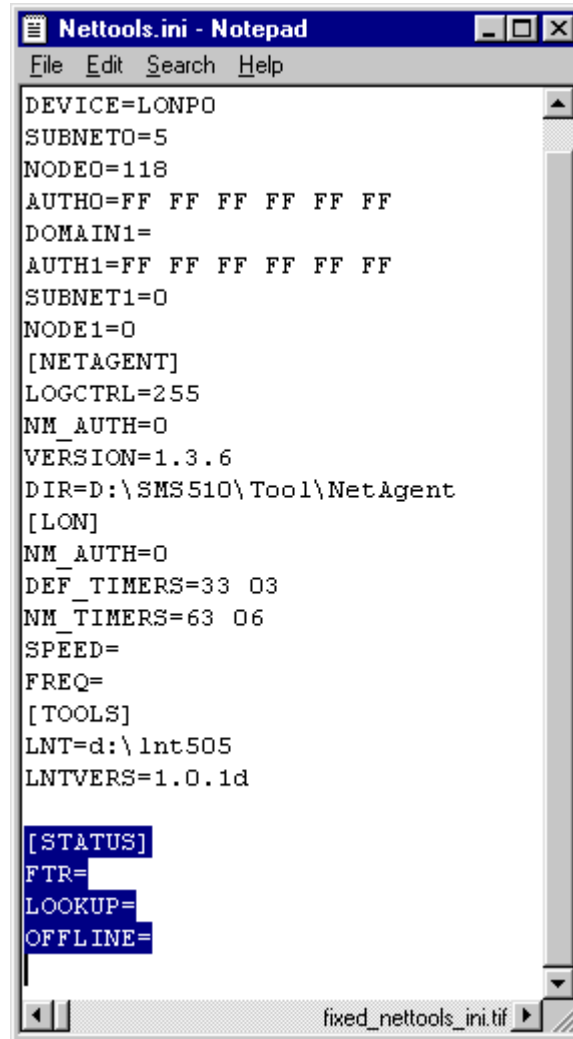 Nettools.ini - Notepad
File Edit Search Help
DEVICE=LONP0
SUBNET0=5
NODE0=118
AUTH0=FF FF FF FF FF FF
DOMAIN1=
AUTH1=FF FF FF FF FF FF
SUBNET1=0
NODE1=0
[NETAGENT]
LOGCTRL=255
NM_AUTH=0
VERSION=1.3.6
DIR=D:\SMS510\Tool\NetAgent
[LON]
NM_AUTH=0
DEF_TIMERS=33 03
NM_TIMERS=63 06
SPEED=
FREQ=
[TOOLS]
LNT=d:\lnt505
LNTVERS=1.0.1d
[STATUS]
FTR=
LOOKUP=
OFFLINE=
fixed_nettools_ini.tif